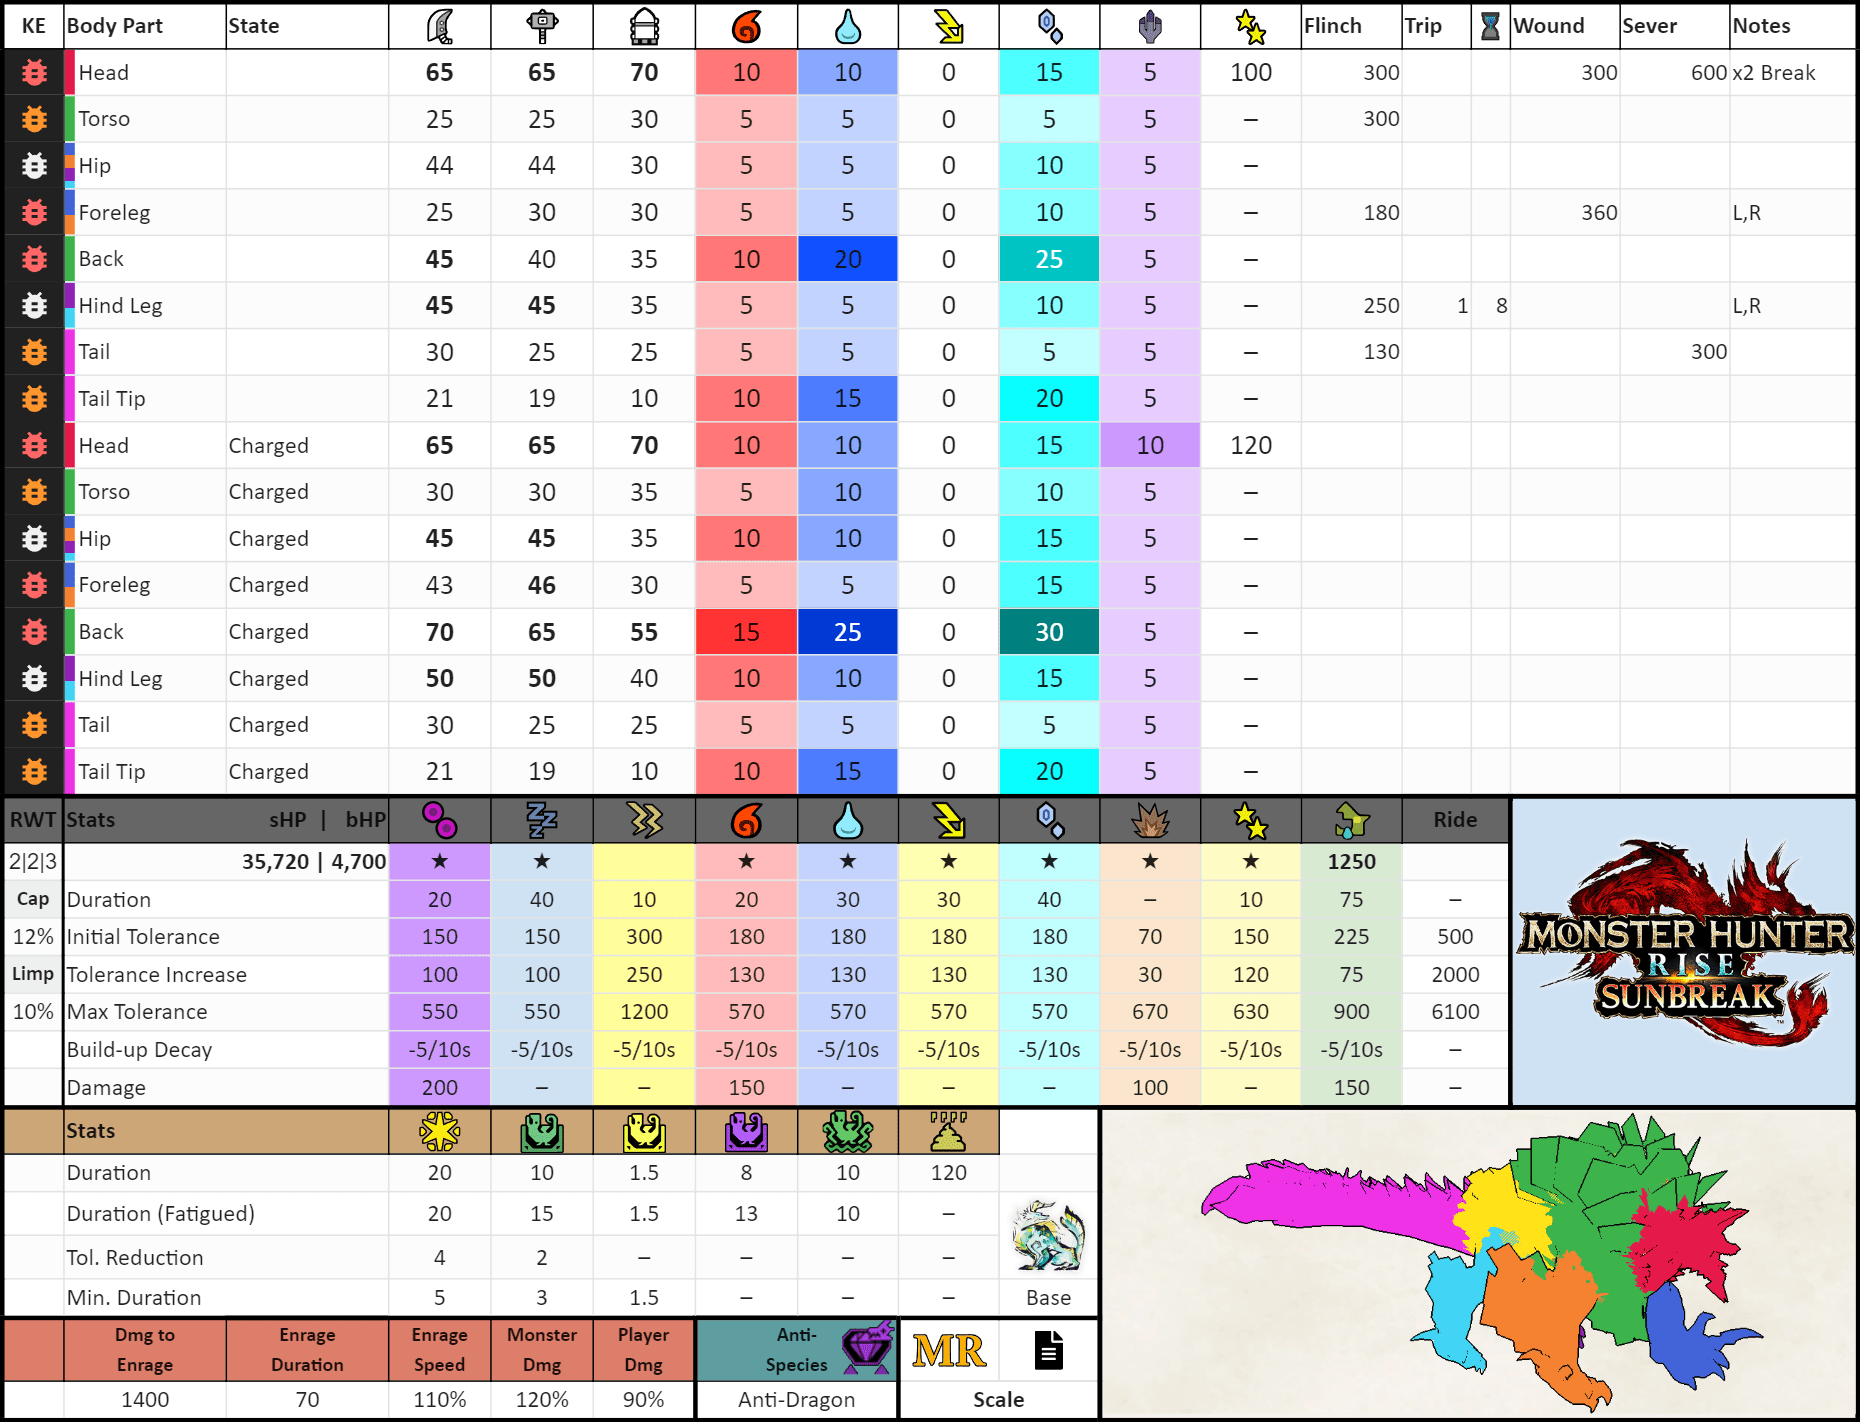 KE Body Part State Flinch Trip Wound Sever Notes
Head 65 65 70 10 10 0 15 5 100 300 300 600 x2 Break
Torso 25 25 30 5 5 0 5 5 – 300
Hip 44 44 30 5 5 0 10 5 –
Foreleg 25 30 30 5 5 0 10 5 – 180 360 L,R
Back 45 40 35 10 20 0 25 5 –
Hind Leg 45 45 35 5 5 0 10 5 – 250 1 8 L,R
Tail 30 25 25 5 5 0 5 5 – 130 300
Tail Tip 21 19 10 10 15 0 20 5 –
Head Charged 65 65 70 10 10 0 15 10 120
Torso Charged 30 30 35 5 10 0 10 5 –
Hip Charged 45 45 35 10 10 0 15 5 –
Foreleg Charged 43 46 30 5 5 0 15 5 –
Back Charged 70 65 55 15 25 0 30 5 –
Hind Leg Charged 50 50 40 10 10 0 15 5 –
Tail Charged 30 25 25 5 5 0 5 5 –
Tail Tip Charged 21 19 10 10 15 0 20 5 –
RWT Stats sHP | bHP Ride
2|2|3 35,720 | 4,700 ★ ★ ★ ★ ★ ★ ★ ★ 1250
Cap Duration 20 40 10 20 30 30 40 – 10 75 –
12% Initial Tolerance 150 150 300 180 180 180 180 70 150 225 500
Limp Tolerance Increase 100 100 250 130 130 130 130 30 120 75 2000
10% Max Tolerance 550 550 1200 570 570 570 570 670 630 900 6100
Build-up Decay -5/10s -5/10s -5/10s -5/10s -5/10s -5/10s -5/10s -5/10s -5/10s -5/10s –
Damage 200 – – 150 – – – 100 – 150 –
MONSTER HUNTER
RISE
SUNBREAK™
Stats
Duration 20 10 1.5 8 10 120
Duration (Fatigued) 20 15 1.5 13 10 –
Tol. Reduction 4 2 – – – –
Min. Duration 5 3 1.5 – – – Base
Dmg to Enrage Enrage Monster Player Anti-
Enrage Duration Speed Dmg Dmg Species MR
1400 70 110% 120% 90% Anti-Dragon Scale